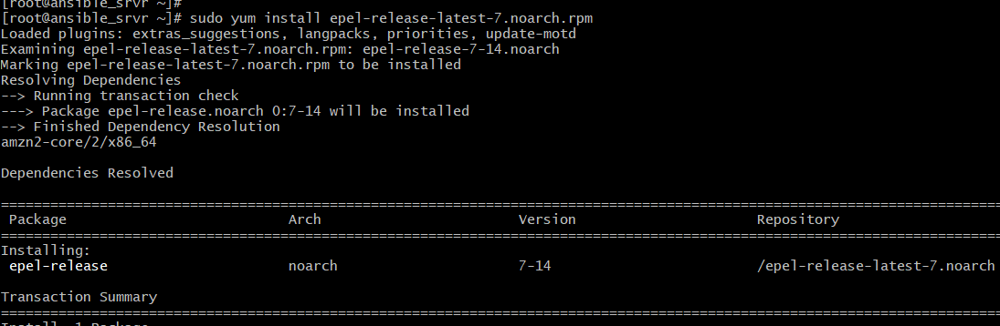 [root@ansible_srvr ~]#
[root@ansible_srvr ~]# sudo yum install epel-release-latest-7.noarch.rpm
Loaded plugins: extras_suggestions, langpacks, priorities, update-motd
Examining epel-release-latest-7.noarch.rpm: epel-release-7-14.noarch
Marking epel-release-latest-7.noarch.rpm to be installed
Resolving Dependencies
--> Running transaction check
---> Package epel-release.noarch 0:7-14 will be installed
--> Finished Dependency Resolution
amzn2-core/2/x86_64
Dependencies Resolved
Package Arch Version Repository
Installing:
epel-release noarch 7-14 /epel-release-latest-7.noarch
Transaction Summary
Install 1 Package